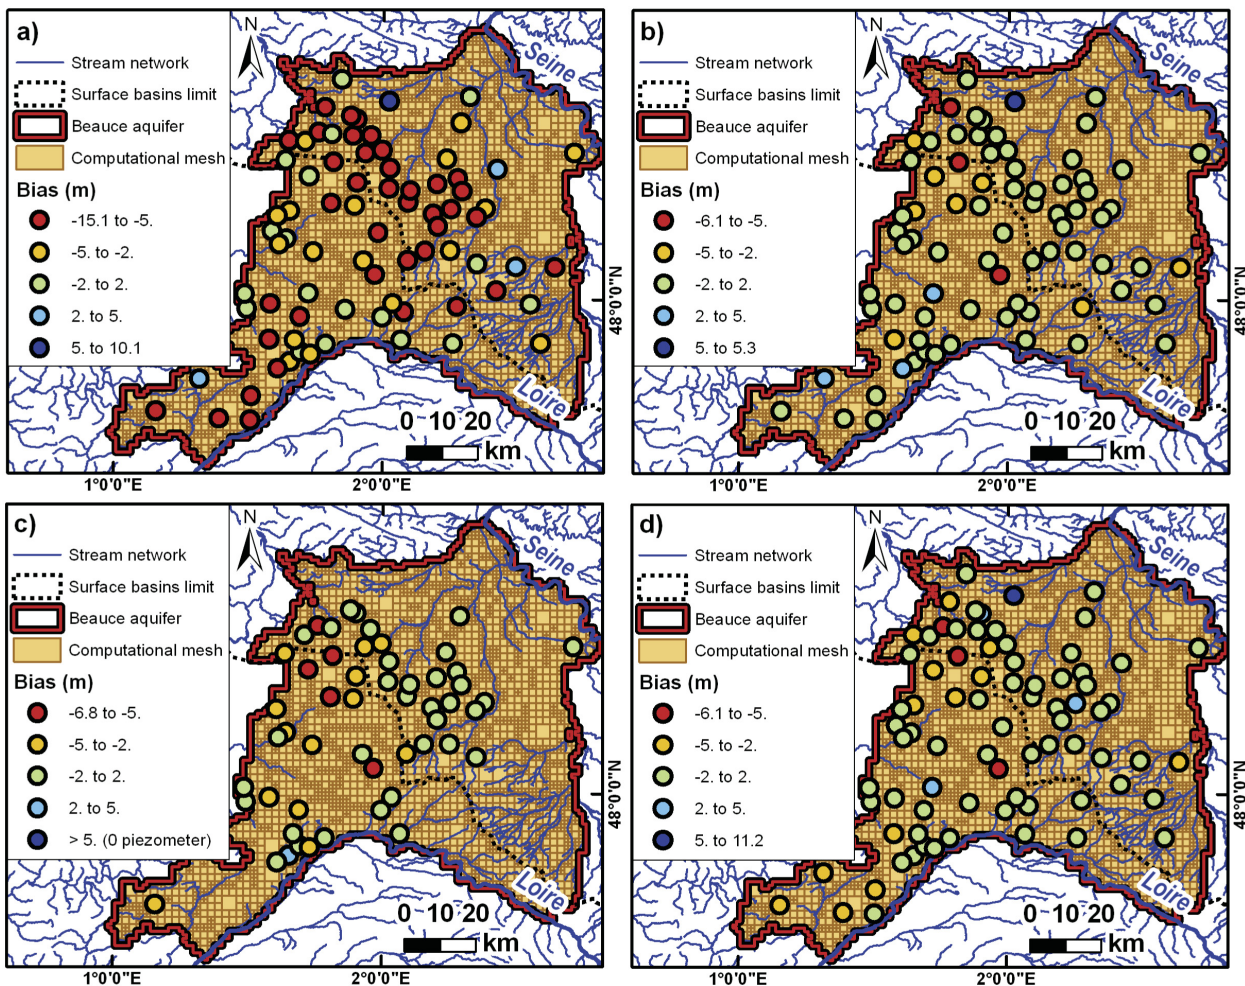 a)
N
Stream network
Surface basins limit
Beauce aquifer
Computational mesh
Bias (m)
-15.1 to -5.
-5. to -2.
-2. to 2.
2. to 5.
5. to 10.1
Seine
Loire
0 10 20
km
48°0'0"N
1°0'0"E
2°0'0"E
b)
N
Stream network
Surface basins limit
Beauce aquifer
Computational mesh
Bias (m)
-6.1 to -5.
-5. to -2.
-2. to 2.
2. to 5.
5. to 5.3
Seine
Loire
0 10 20
km
48°0'0"N
1°0'0"E
2°0'0"E
c)
N
Stream network
Surface basins limit
Beauce aquifer
Computational mesh
Bias (m)
-6.8 to -5.
-5. to -2.
-2. to 2.
2. to 5.
> 5. (0 piezometer)
Seine
Loire
0 10 20
km
48°0'0"N
1°0'0"E
2°0'0"E
d)
N
Stream network
Surface basins limit
Beauce aquifer
Computational mesh
Bias (m)
-6.1 to -5.
-5. to -2.
-2. to 2.
2. to 5.
5. to 11.2
Seine
Loire
0 10 20
km
48°0'0"N
1°0'0"E
2°0'0"E